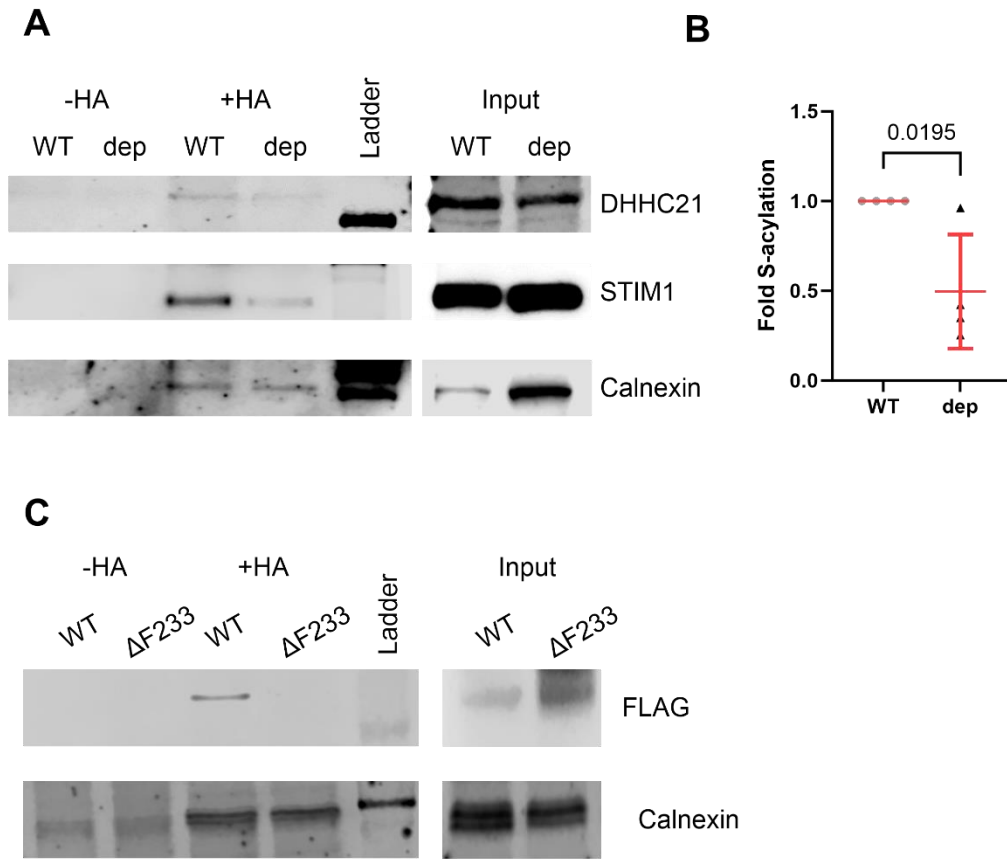 A
-HA +HA Ladder Input
WT dep WT dep WT dep
DHHC21
STIM1
Calnexin
B
1.5
0.0195
1.0
0.5
0.0
Fold S-acylation
WT dep
C
-HA +HA Ladder Input
WT ΔF233 WT ΔF233 WT ΔF233
FLAG
Calnexin